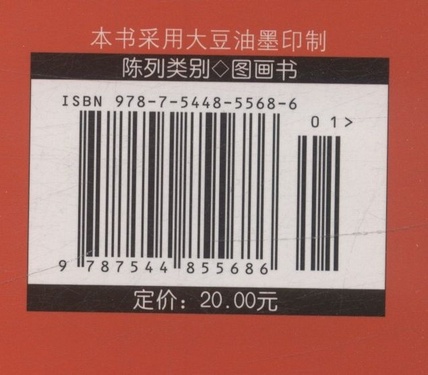 本书采用大豆油墨印制
陈列类别◇图画书
ISBN 978-7-5448-5568-6
01>
9 787544 855686
定价：20.00元